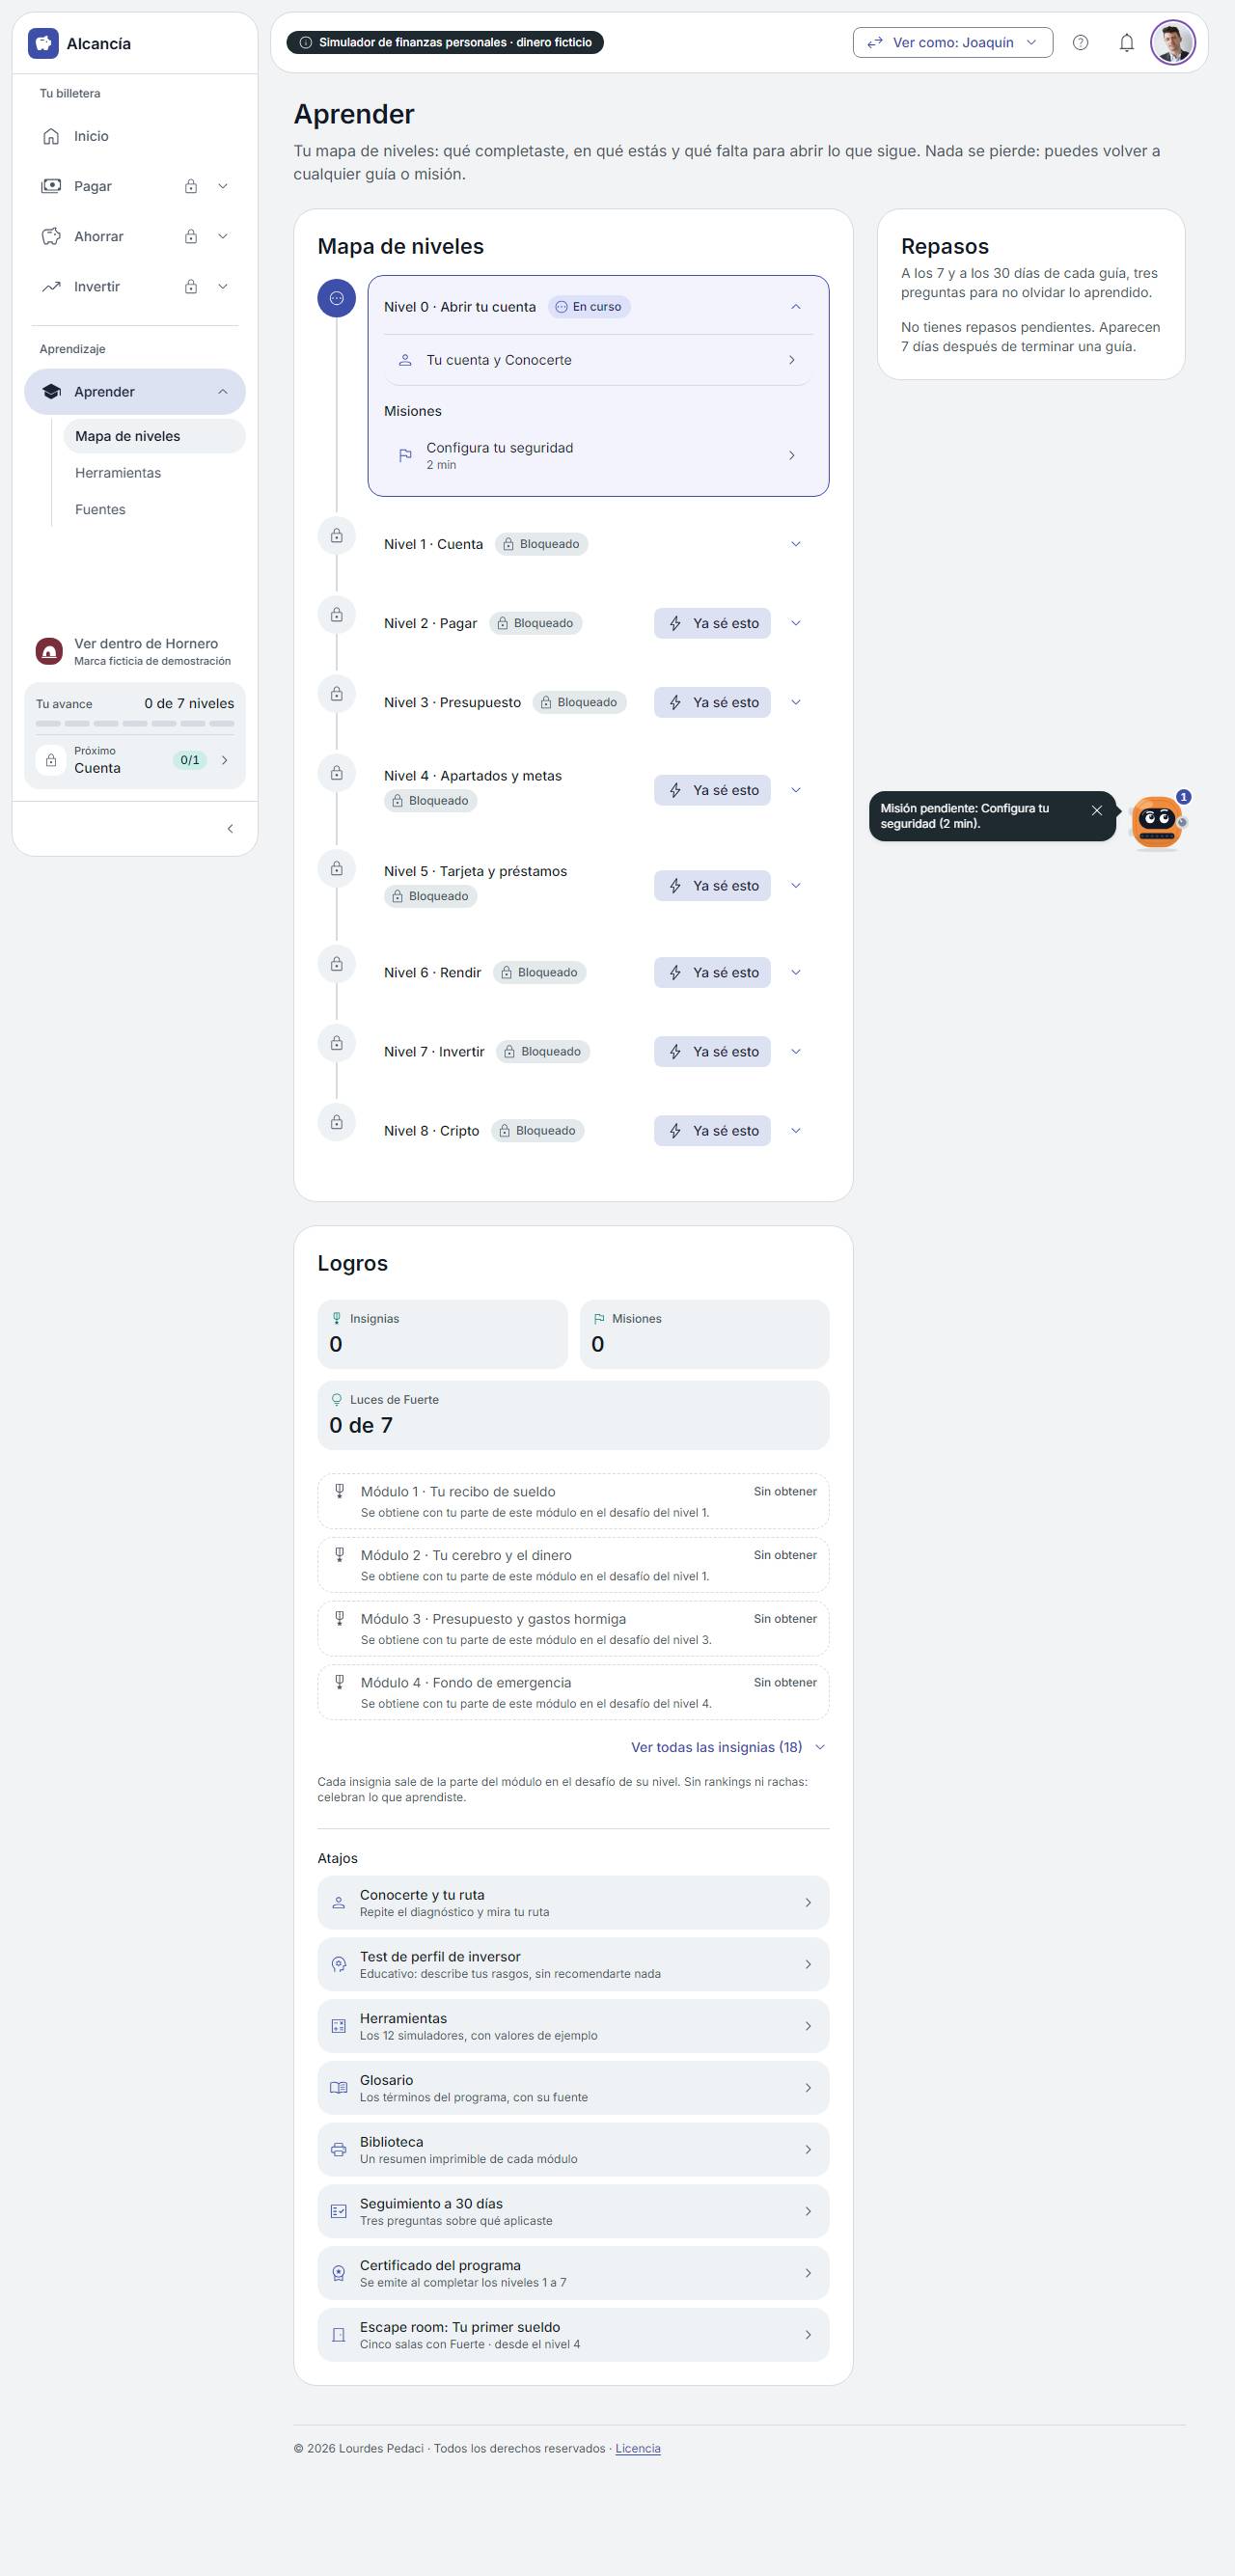 Alcancía
Tu billetera
Inicio
Pagar
Ahorrar
Invertir
Aprendizaje
Aprender
Mapa de niveles
Herramientas
Fuentes
Ver dentro de Hornero
Marca ficticia de demostración
Tu avance
0 de 7 niveles
Próximo
Cuenta
0/1
Simulador de finanzas personales · dinero ficticio
Ver como: Joaquín
Aprender
Tu mapa de niveles: qué completaste, en qué estás y qué falta para abrir lo que sigue. Nada se pierde: puedes volver a
cualquier guía o misión.
Mapa de niveles
Nivel 0 · Abrir tu cuenta
En curso
Tu cuenta y Conocerte
Misiones
Configura tu seguridad
2 min
Nivel 1 · Cuenta
Bloqueado
Nivel 2 · Pagar
Bloqueado
Ya sé esto
Nivel 3 · Presupuesto
Bloqueado
Ya sé esto
Nivel 4 · Apartados y metas
Bloqueado
Ya sé esto
Nivel 5 · Tarjeta y préstamos
Bloqueado
Ya sé esto
Nivel 6 · Rendir
Bloqueado
Ya sé esto
Nivel 7 · Invertir
Bloqueado
Ya sé esto
Nivel 8 · Cripto
Bloqueado
Ya sé esto
Repasos
A los 7 y a los 30 días de cada guía, tres
preguntas para no olvidar lo aprendido.
No tienes repasos pendientes. Aparecen
7 días después de terminar una guía.
Misión pendiente: Configura tu
seguridad (2 min).
1
Logros
Insignias
0
Misiones
0
Luces de Fuerte
0 de 7
Módulo 1 · Tu recibo de sueldo
Sin obtener
Se obtiene con tu parte de este módulo en el desafío del nivel 1.
Módulo 2 · Tu cerebro y el dinero
Sin obtener
Se obtiene con tu parte de este módulo en el desafío del nivel 1.
Módulo 3 · Presupuesto y gastos hormiga
Sin obtener
Se obtiene con tu parte de este módulo en el desafío del nivel 3.
Módulo 4 · Fondo de emergencia
Sin obtener
Se obtiene con tu parte de este módulo en el desafío del nivel 4.
Ver todas las insignias (18)
Cada insignia sale de la parte del módulo en el desafío de su nivel. Sin rankings ni rachas:
celebran lo que aprendiste.
Atajos
Conocerte y tu ruta
Repite el diagnóstico y mira tu ruta
Test de perfil de inversor
Educativo: describe tus rasgos, sin recomendarte nada
Herramientas
Los 12 simuladores, con valores de ejemplo
Glosario
Los términos del programa, con su fuente
Biblioteca
Un resumen imprimible de cada módulo
Seguimiento a 30 días
Tres preguntas sobre qué aplicaste
Certificado del programa
Se emite al completar los niveles 1 a 7
Escape room: Tu primer sueldo
Cinco salas con Fuerte · desde el nivel 4
© 2026 Lourdes Pedaci · Todos los derechos reservados · Licencia